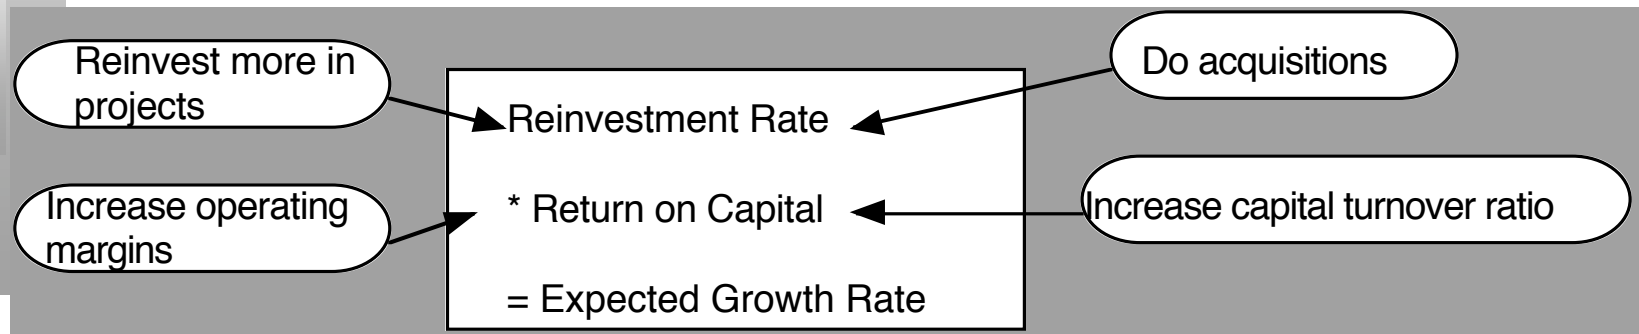 Reinvest more in
projects
Do acquisitions
Reinvestment Rate
Increase operating
margins
* Return on Capital
Increase capital turnover ratio
= Expected Growth Rate